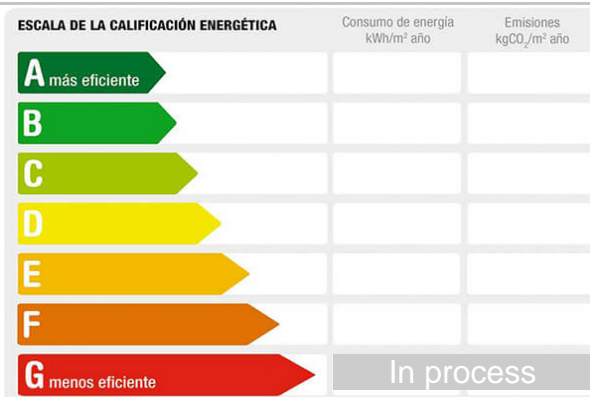 ESCALA DE LA CALIFICACIÓN ENERGÉTICA
Consumo de energía
kWh/m² año
Emisiones
kgCO₂/m² año
A más eficiente
B
C
D
E
F
G menos eficiente
In process